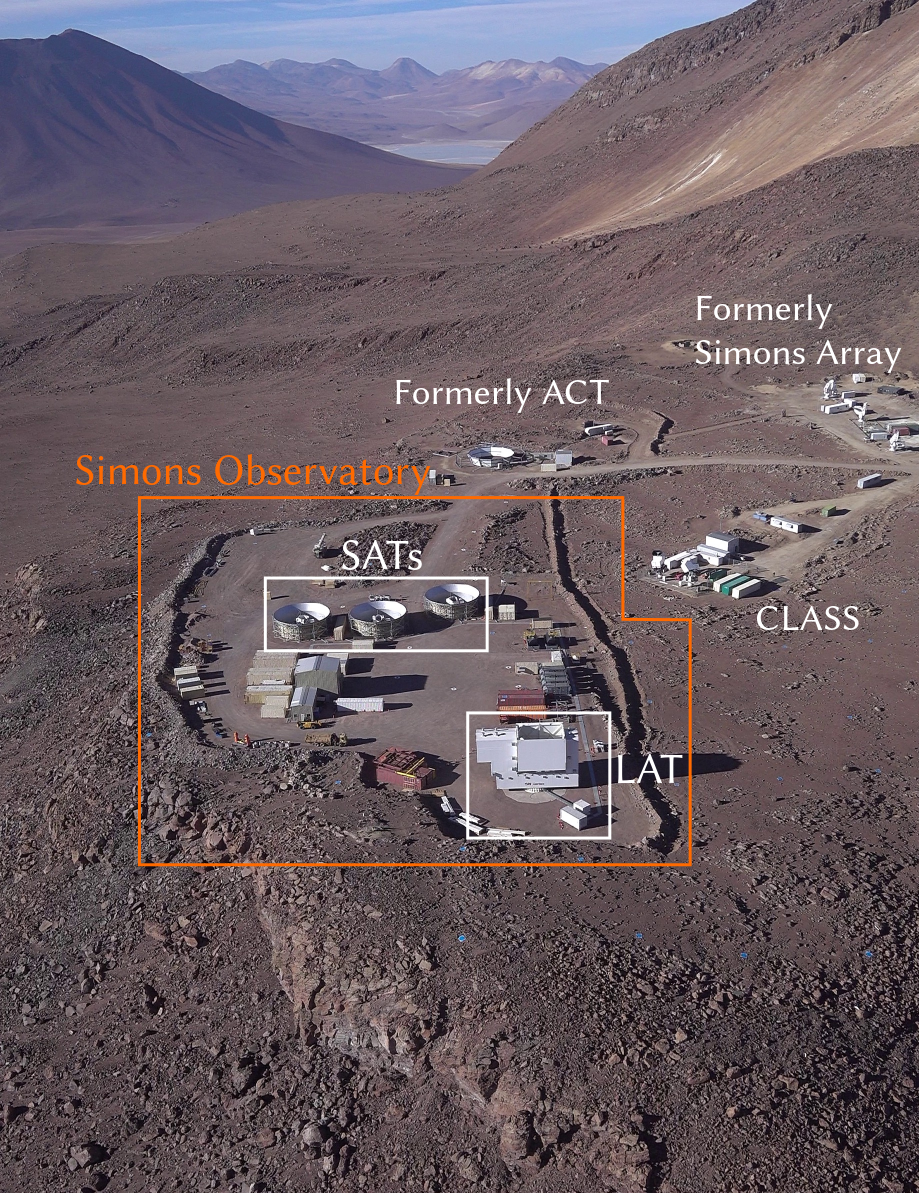 Formerly
Simons Array
Formerly ACT
Simons Observatory
SATs
CLASS
LAT